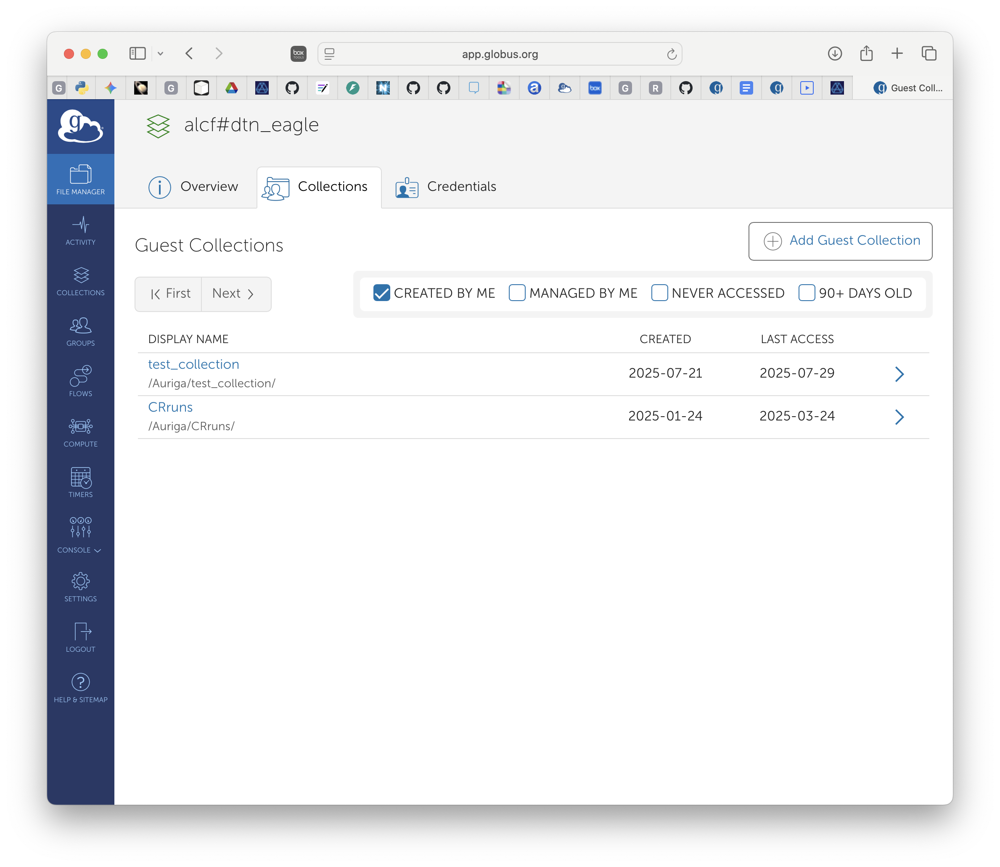 box
TOOLS
app.globus.org
G
G
N
a
g
box
G
R
g
g
g Guest Coll...
g
alcf#dtn_eagle
FILE MANAGER
Overview
Collections
Credentials
ACTIVITY
Guest Collections
Add Guest Collection
COLLECTIONS
First
Next
CREATED BY ME
MANAGED BY ME
NEVER ACCESSED
90+ DAYS OLD
GROUPS
DISPLAY NAME
CREATED
LAST ACCESS
test_collection
/Auriga/test_collection/
2025-07-21
2025-07-29
FLOWS
CRruns
/Auriga/CRruns/
2025-01-24
2025-03-24
COMPUTE
TIMERS
CONSOLE
SETTINGS
LOGOUT
HELP & SITEMAP